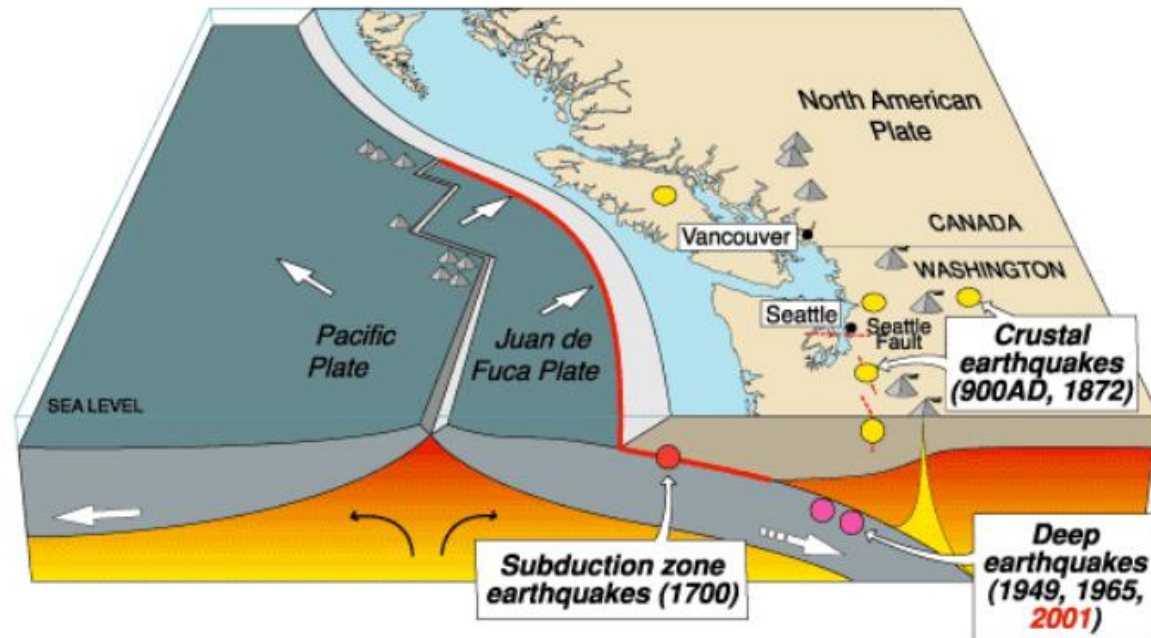 North American
Plate
CANADA
Vancouver
WASHINGTON
Seattle
Seattle
Fault
Crustal
earthquakes
(900AD, 1872)
Pacific
Plate
Juan de
Fuca Plate
SEA LEVEL
Subduction zone
earthquakes (1700)
Deep
earthquakes
(1949, 1965,
2001)